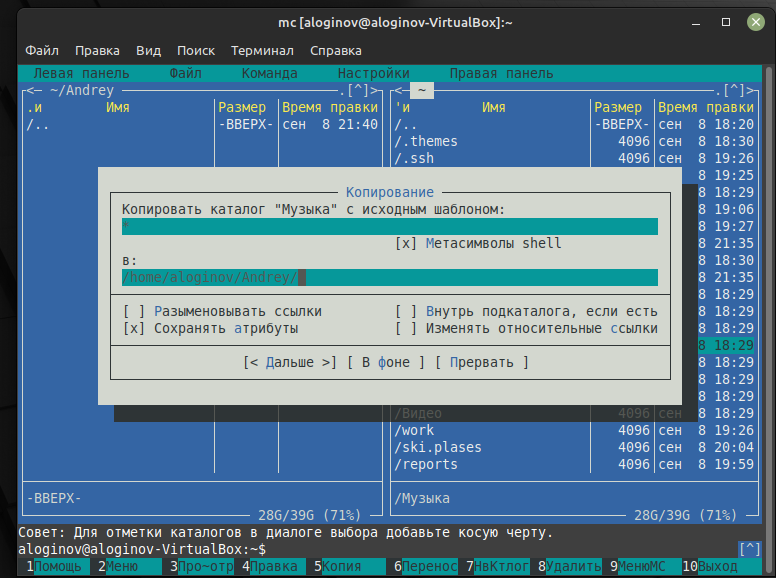 mc [aloginov@aloginov-VirtualBox]:~
Файл Правка Вид Поиск Терминал Справка
Левая панель Файл Команда Настройки Правая панель
<─ ~/Andrey .[^]> <─ ~ .[^]>
.и Имя Размер Время правки 'и Имя Размер Время правки
/.. -ВВЕРХ- сен 8 21:40 /.. -ВВЕРХ- сен 8 18:20
/.themes 4096 сен 8 18:30
/.ssh 4096 сен 8 19:26
8 19:25
Копирование 8 18:29
Копировать каталог "Музыка" с исходным шаблоном: 8 19:06
* 8 19:27
[x] Метасимволы shell 8 21:35
в: 8 18:30
/home/aloginov/Andrey/ 8 21:35
8 18:29
[ ] Разыменовывать ссылки [ ] Внутрь подкаталога, если есть 8 18:29
[x] Сохранять атрибуты [ ] Изменять относительные ссылки 8 18:29
8 18:29
[< Дальше >] [ В фоне ] [ Прервать ] 8 18:29
8 18:29
8 18:29
/Видео 4096 сен 8 18:29
/work 4096 сен 8 19:26
/ski.plases 4096 сен 8 20:04
/reports 4096 сен 8 19:59
-ВВЕРХ- /Музыка
28G/39G (71%) 28G/39G (71%)
Совет: Для отметки каталогов в диалоге выбора добавьте косую черту.
aloginov@aloginov-VirtualBox:~$ [^]
1Помощь 2Меню 3Про~отр 4Правка 5Копия 6Перенос 7НвКтлог 8Удалить 9МенюМС 10Выход